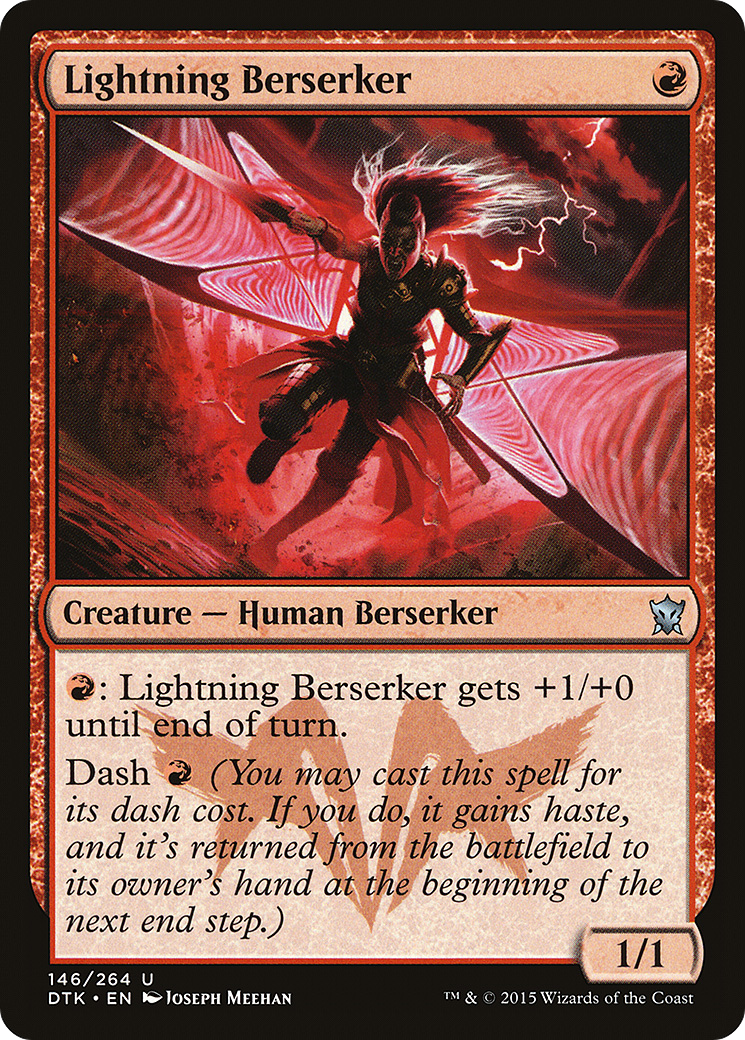 Lightning Berserker
Creature — Human Berserker
: Lightning Berserker gets +1/+0
until end of turn.
Dash (You may cast this spell for
its dash cost. If you do, it gains haste,
and it's returned from the battlefield to
its owner's hand at the beginning of the
next end step.)
1/1
146/264 U
DTK • EN Joseph Meehan
™ & © 2015 Wizards of the Coast